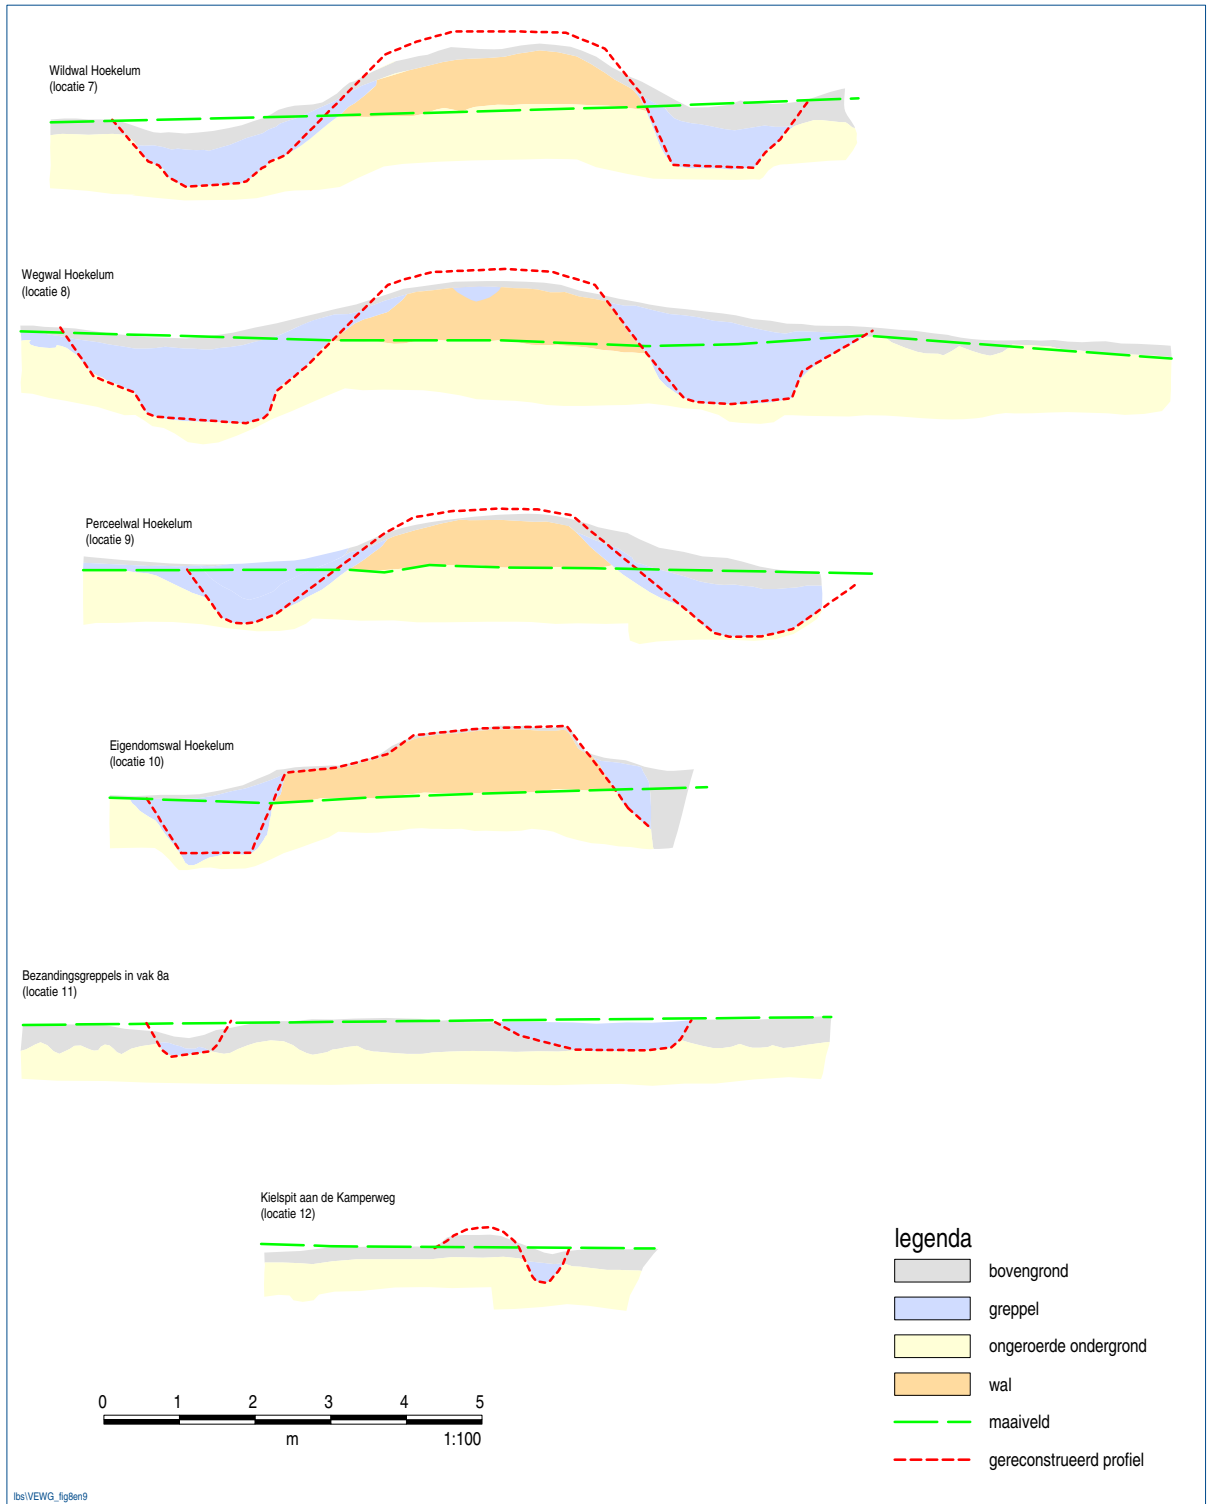 Wildwal Hoekelum
(locatie 7)
Wegwal Hoekelum
(locatie 8)
Perceelwal Hoekelum
(locatie 9)
Eigendomswal Hoekelum
(locatie 10)
Bezandingsgreppels in vak 8a
(locatie 11)
Kielspit aan de Kamperweg
(locatie 12)
legenda
bovengrond
greppel
ongeroerde ondergrond
wal
maaiveld
gereconstrueerd profiel
0 1 2 3 4 5
m 1:100
lbs\VEWG_fig8en9